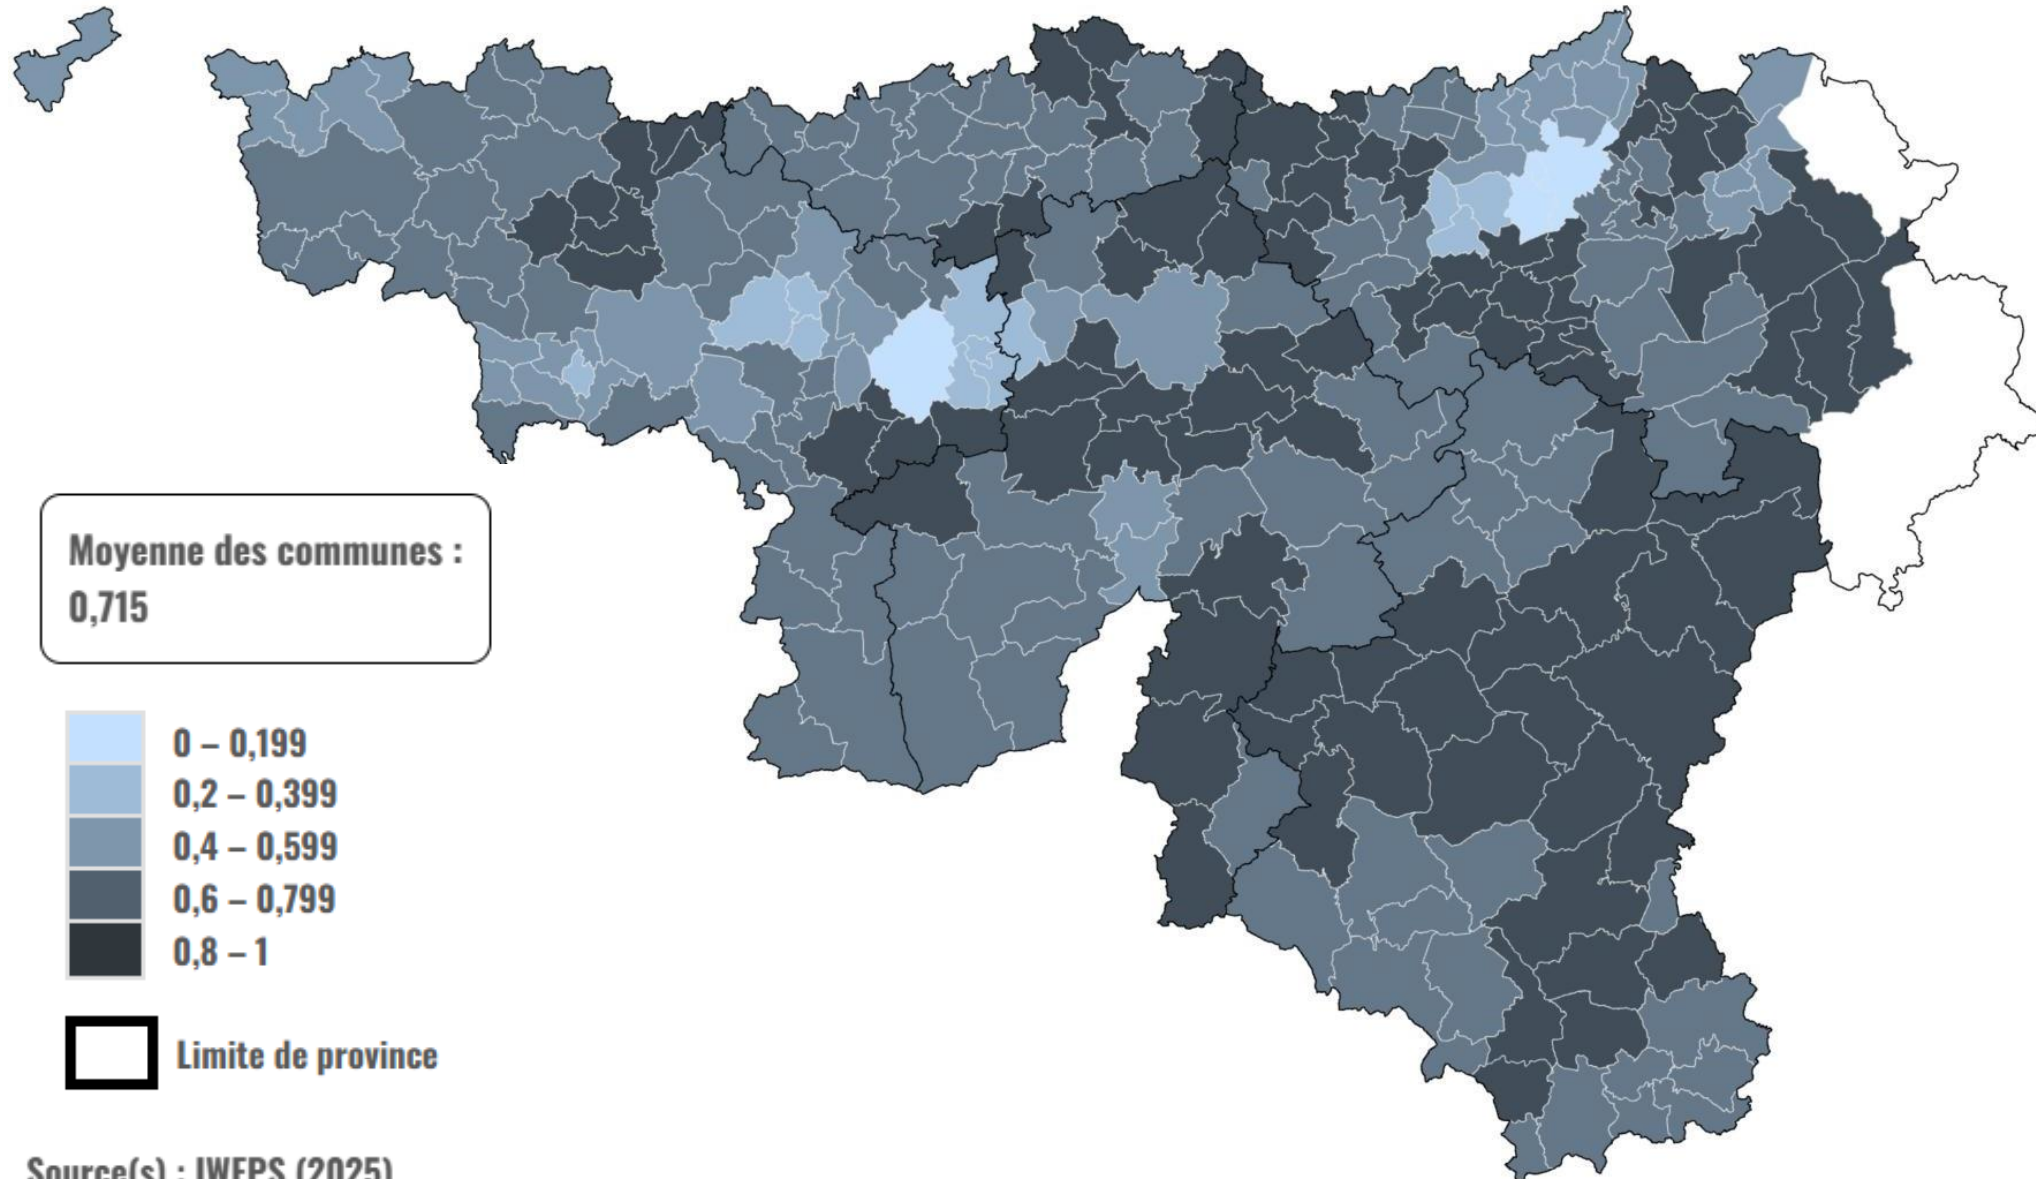 Moyenne des communes :
0,715
0 – 0,199
0,2 – 0,399
0,4 – 0,599
0,6 – 0,799
0,8 – 1
Limite de province
Source(s) : IWEPS (2025)